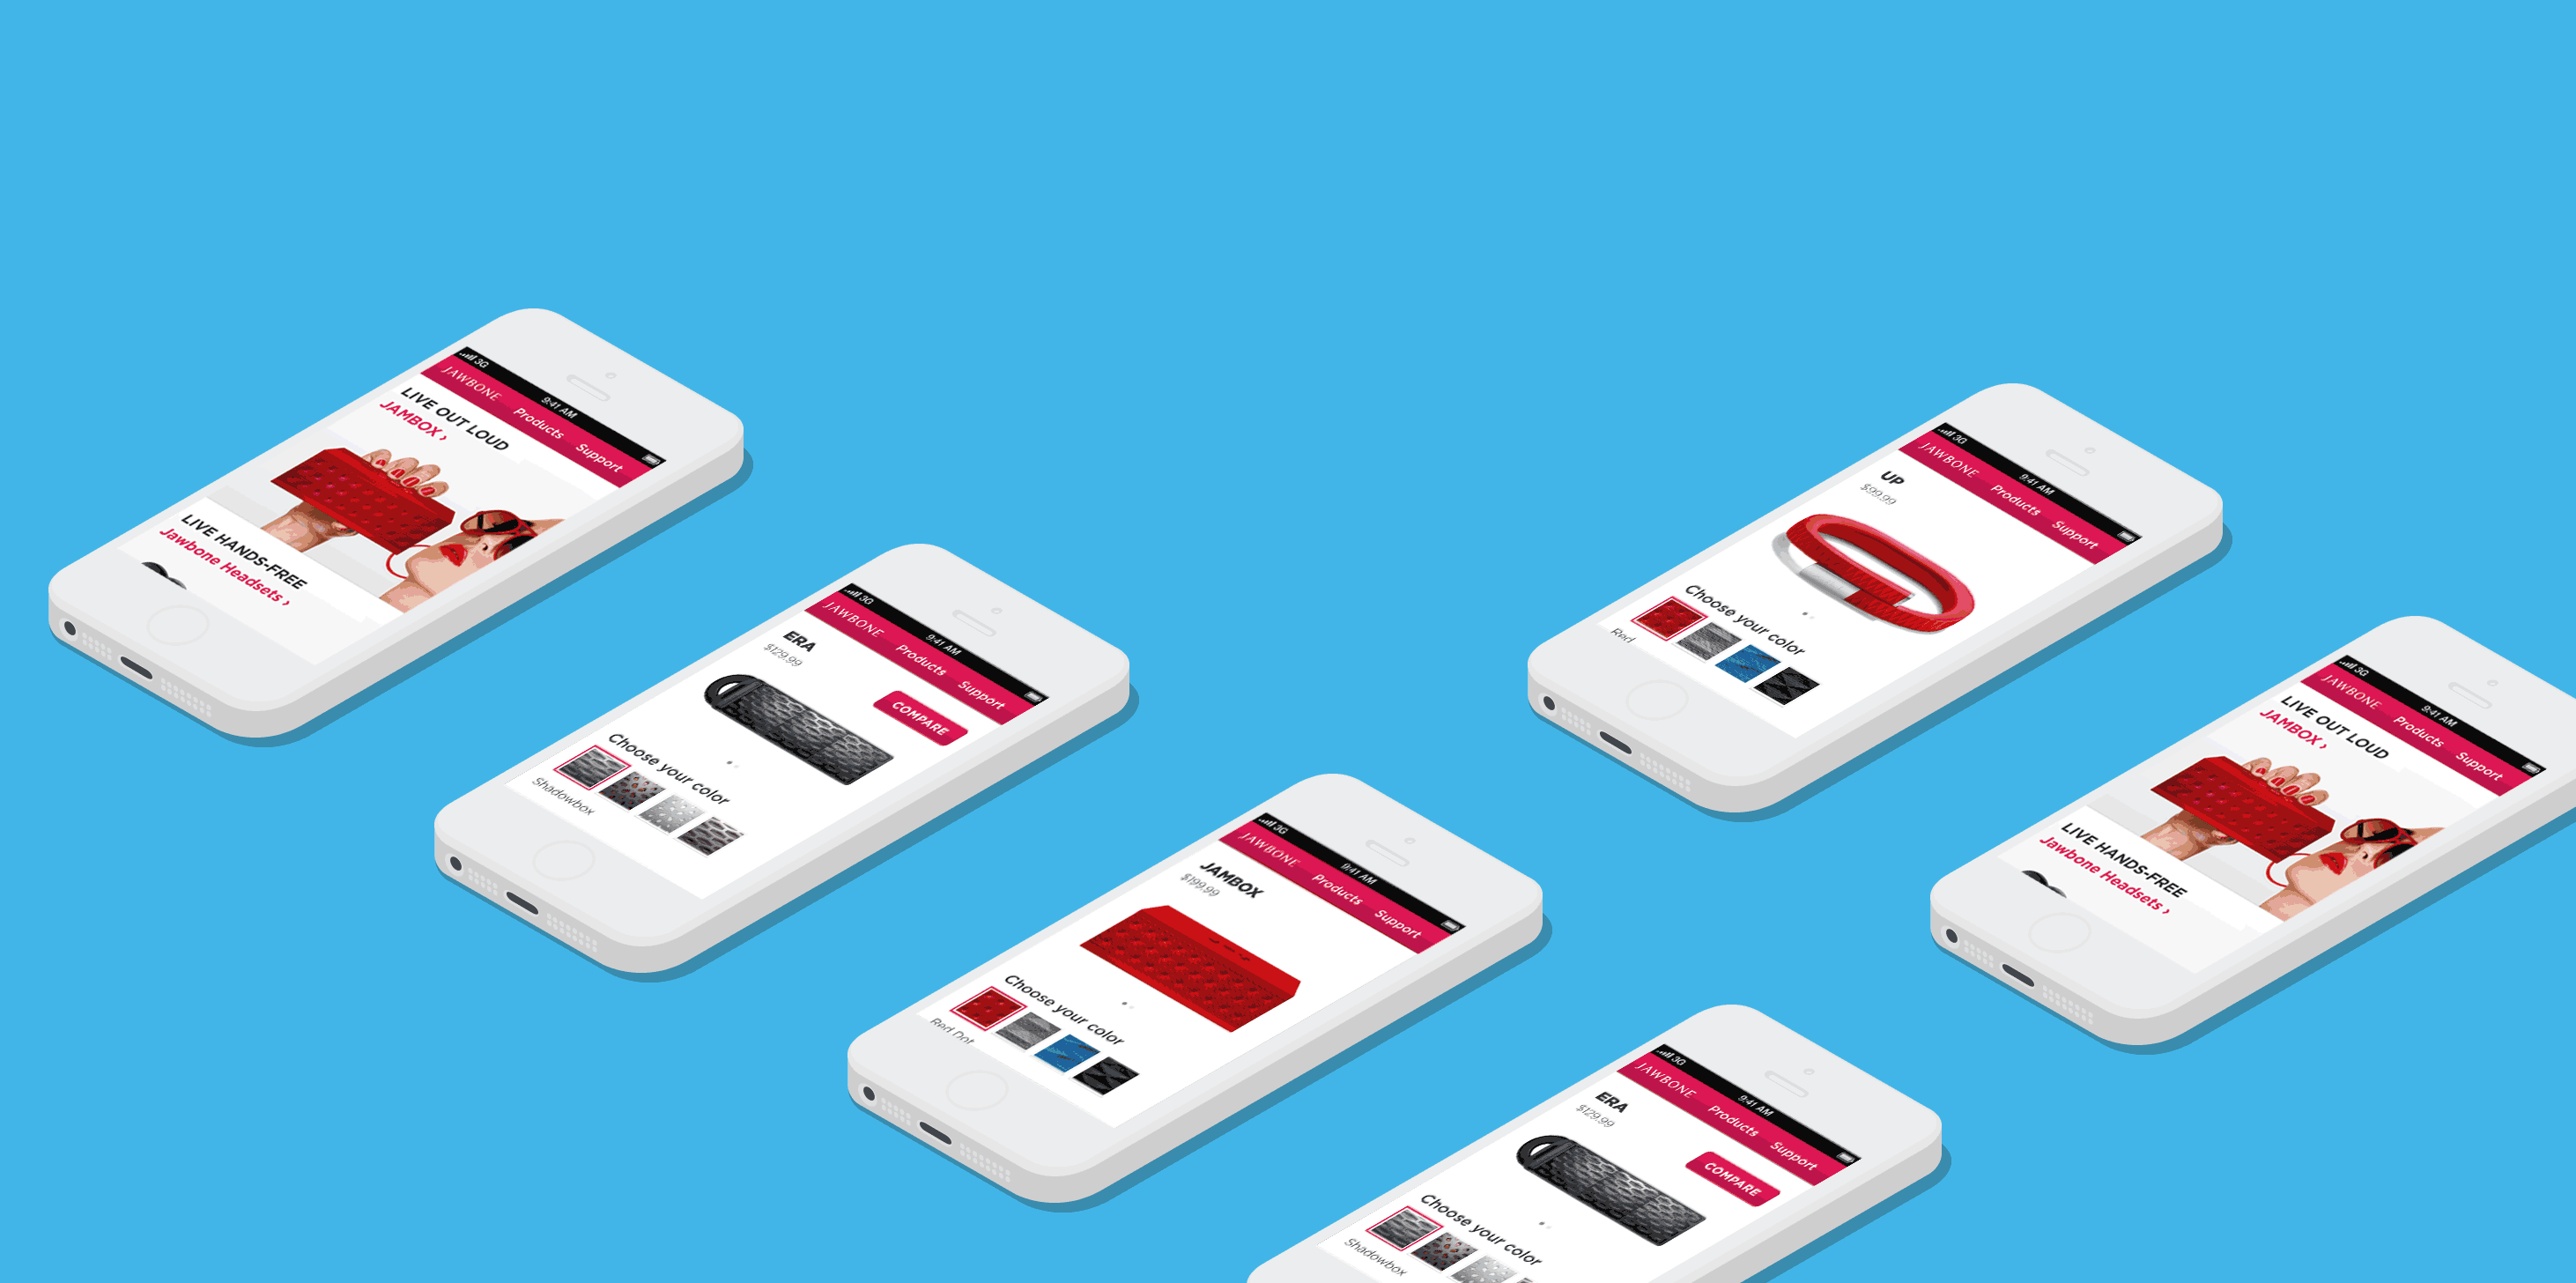 3G 9:41 AM
JAWBONE Products Support
LIVE OUT LOUD
JAMBOX ›
LIVE HANDS-FREE
Jawbone Headsets ›
3G 9:41 AM
JAWBONE Products Support
ERA
$129.99
COMPARE
Choose your color
Shadowbox
3G 9:41 AM
JAWBONE Products Support
JAMBOX
$199.99
Choose your color
Red Dot
3G 9:41 AM
JAWBONE Products Support
ERA
$129.99
COMPARE
Choose your color
Shadowbox
3G 9:41 AM
JAWBONE Products Support
UP
$99.99
Choose your color
Red
3G 9:41 AM
JAWBONE Products Support
LIVE OUT LOUD
JAMBOX ›
LIVE HANDS-FREE
Jawbone Headsets ›